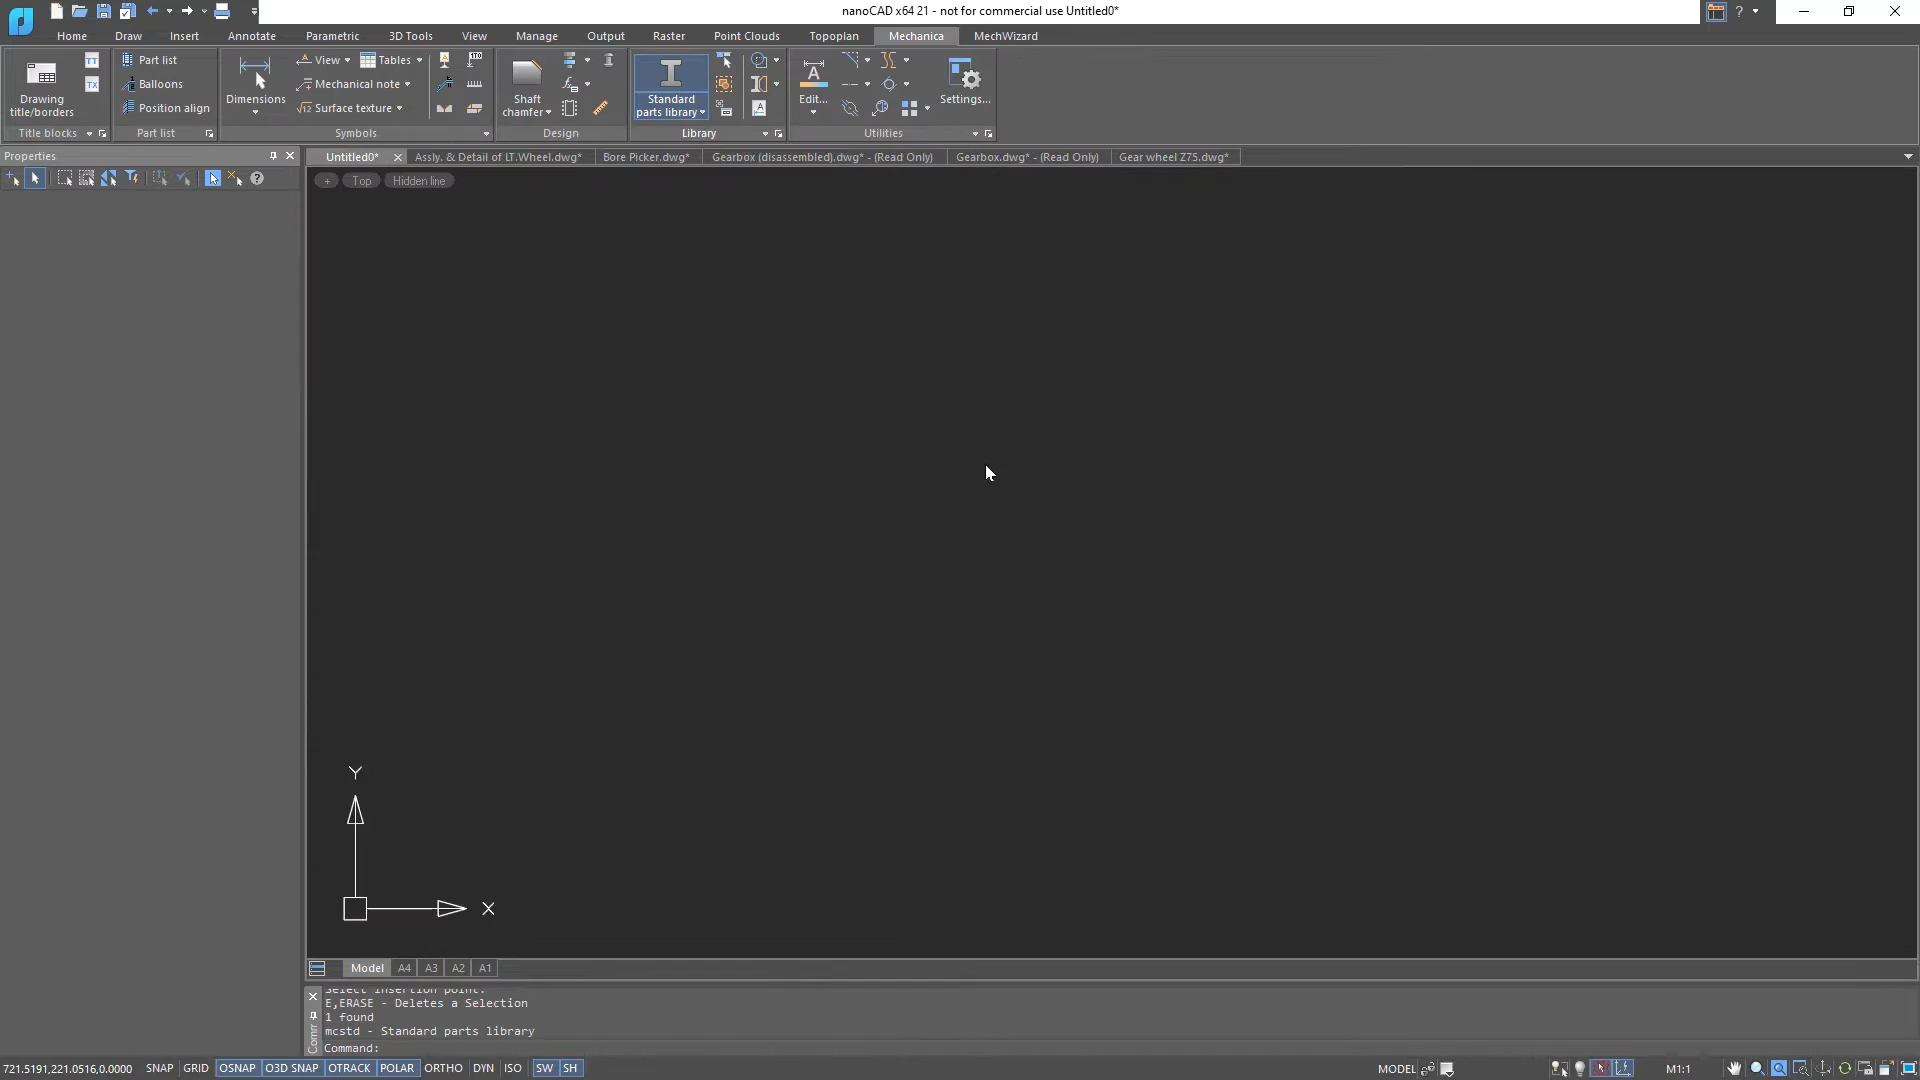 nanoCAD x64 21 - not for commercial use Untitled0*
Home Draw Insert Annotate Parametric 3D Tools View Manage Output Raster Point Clouds Topoplan Mechanica MechWizard
Drawing title/borders
Title blocks
Part list
Balloons
Position align
Part list
Dimensions
View Tables
Mechanical note
Surface texture
Symbols
Shaft chamfer
Design
Standard parts library
Library
Edit...
Settings...
Utilities
Properties
Untitled0* Assly. & Detail of LT.Wheel.dwg* Bore Picker.dwg* Gearbox (disassembled).dwg* - (Read Only) Gearbox.dwg* - (Read Only) Gear wheel Z75.dwg*
+ Top Hidden line
Y
X
Model A4 A3 A2 A1
Select insertion point:
E,ERASE - Deletes a Selection
1 found
mcstd - Standard parts library
Command:
Comm
721.5191,221.0516,0.0000 SNAP GRID OSNAP O3D SNAP OTRACK POLAR ORTHO DYN ISO SW SH MODEL M1:1